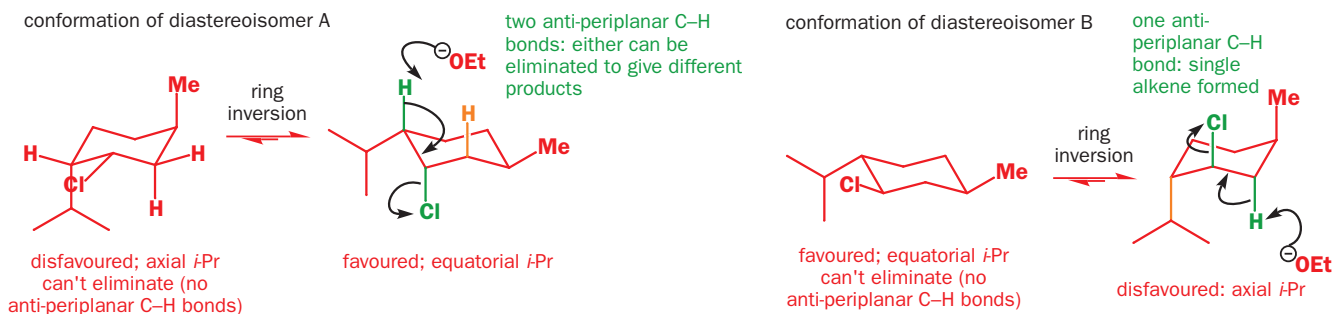 conformation of diastereoisomer A
Me
H
H
Cl
H
disfavoured; axial i-Pr
can't eliminate (no
anti-periplanar C–H bonds)
ring
inversion
two anti-periplanar C–H
bonds: either can be
eliminated to give different
products
⊖OEt
H
H
Me
Cl
favoured; equatorial i-Pr
conformation of diastereoisomer B
Cl
Me
favoured; equatorial i-Pr
can't eliminate (no
anti-periplanar C–H bonds)
ring
inversion
one anti-
periplanar C–H
bond: single
alkene formed
Me
Cl
H
⊖OEt
disfavoured: axial i-Pr